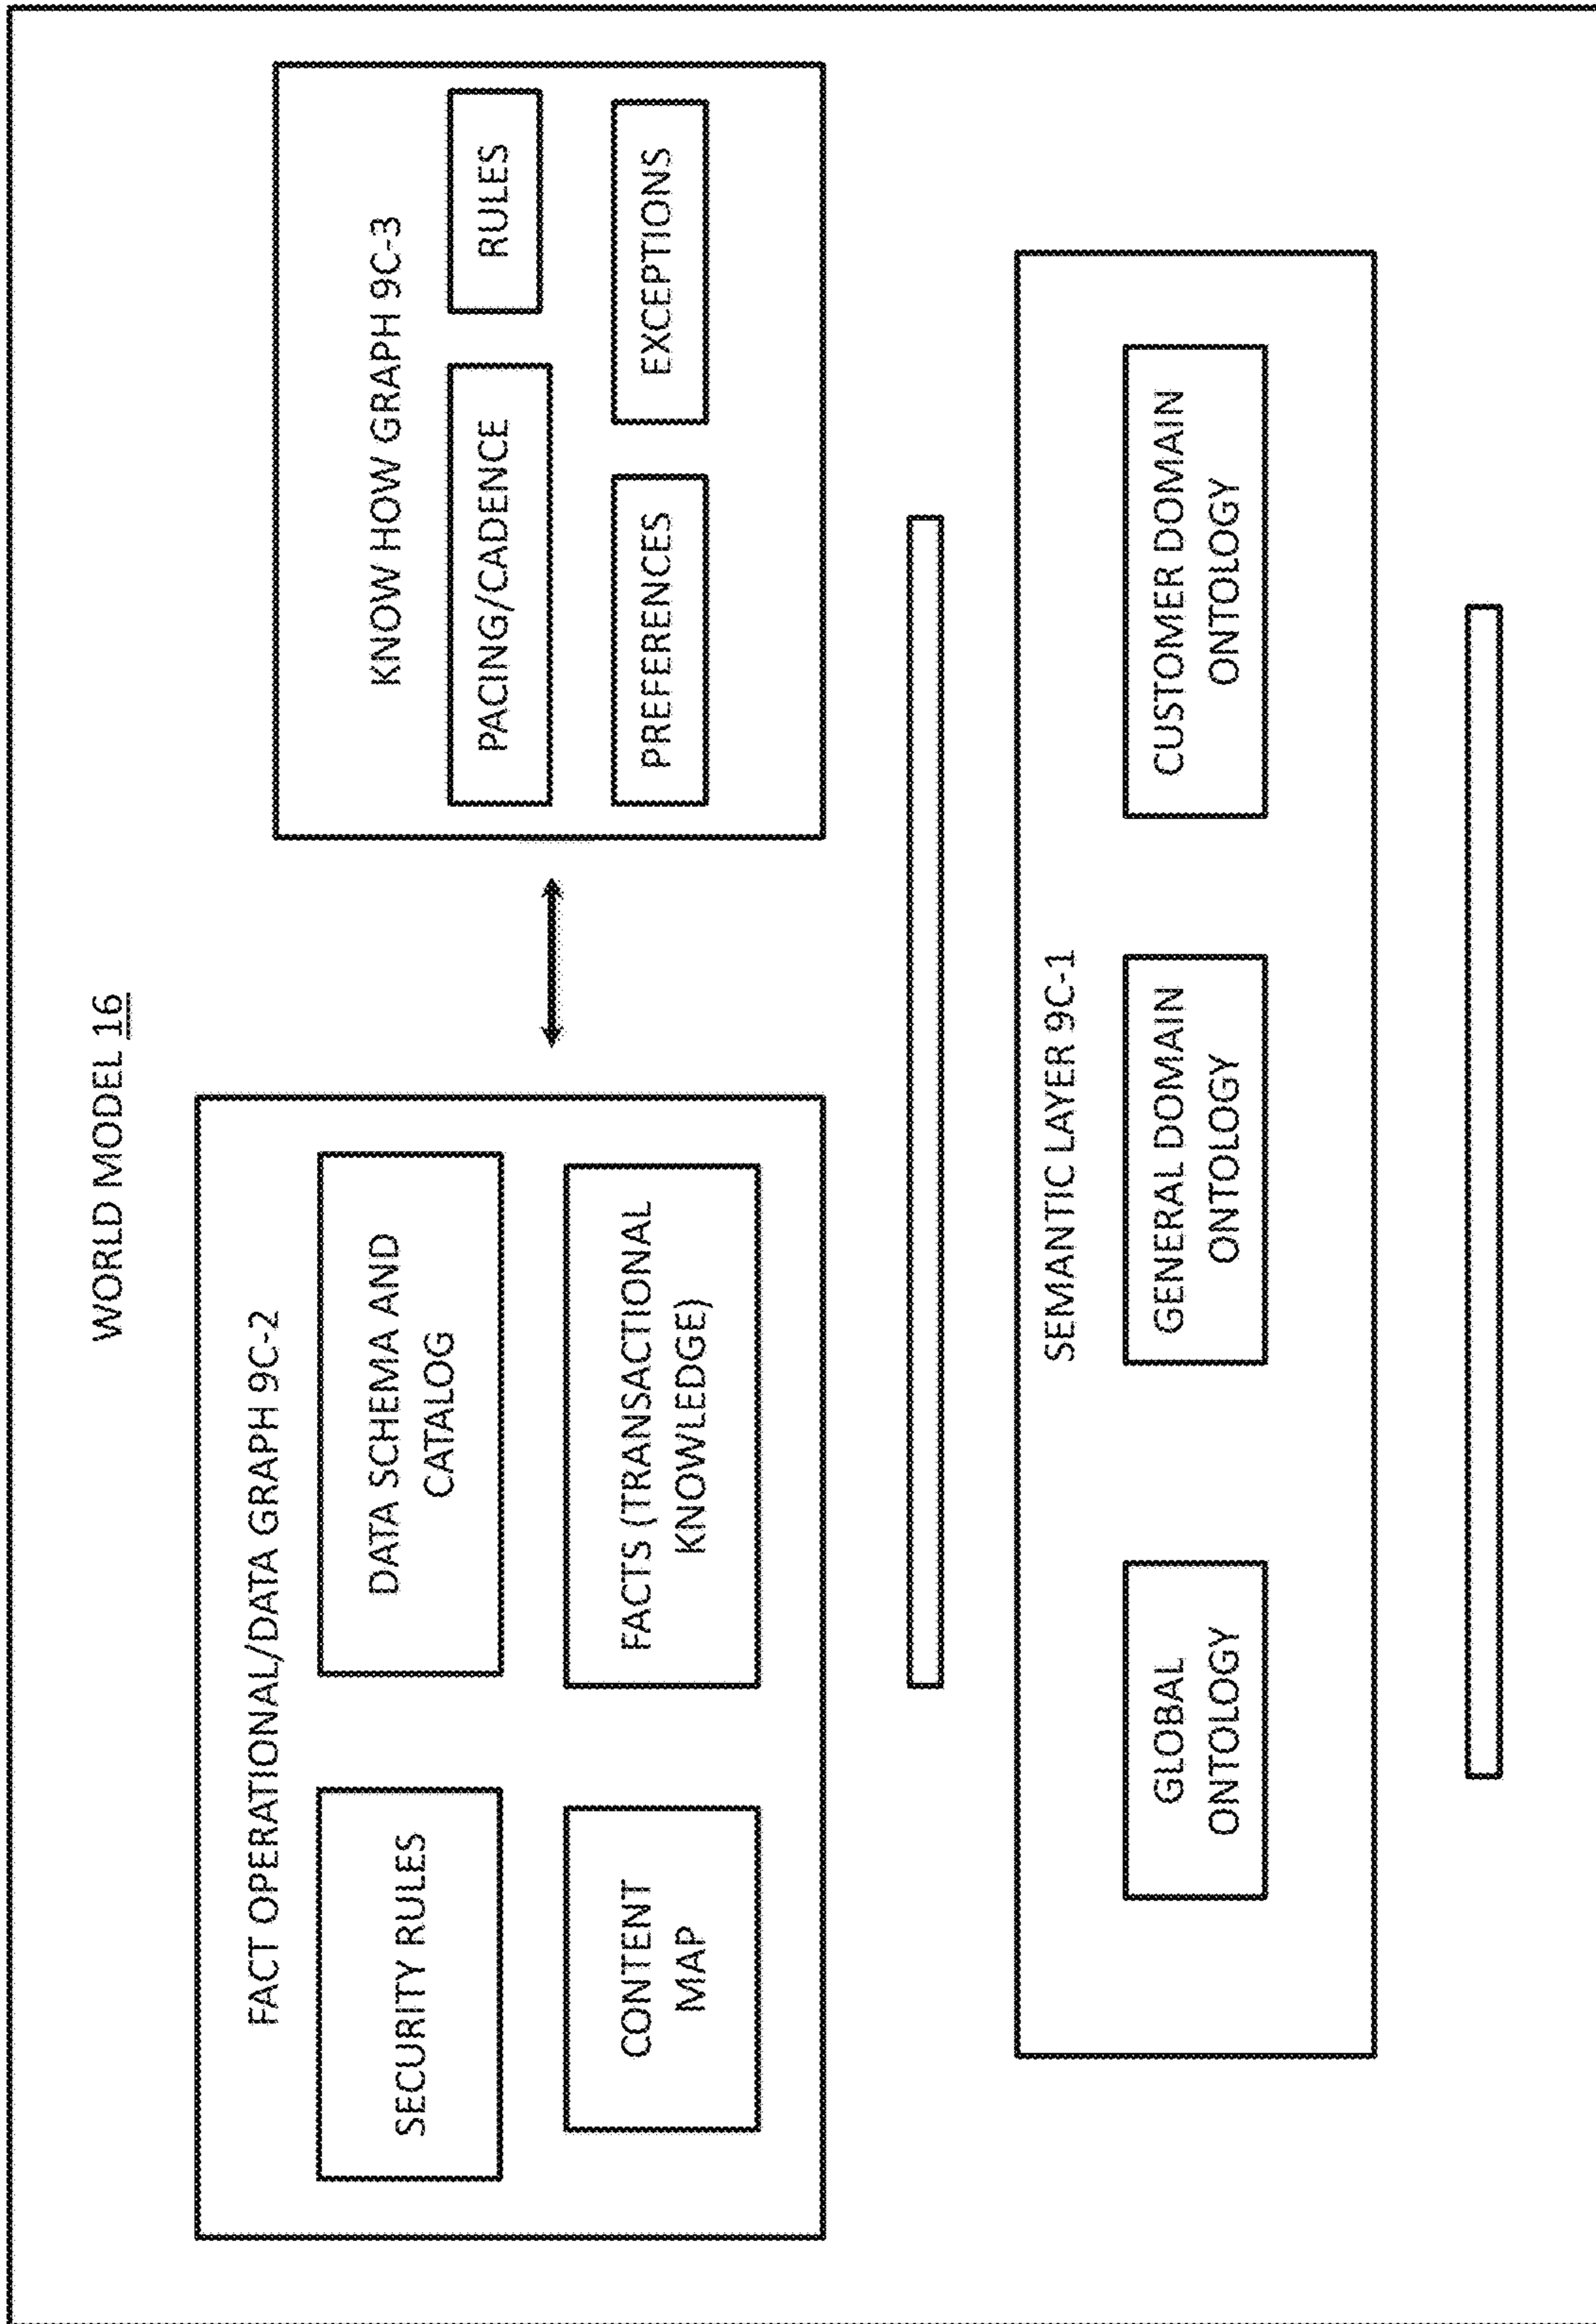 WORLD MODEL 16
FACT OPERATIONAL/DATA GRAPH 9C-2
SECURITY RULES
DATA SCHEMA AND
CATALOG
CONTENT
MAP
FACTS (TRANSACTIONAL
KNOWLEDGE)
KNOW HOW GRAPH 9C-3
PACING/CADENCE
RULES
PREFERENCES
EXCEPTIONS
SEMANTIC LAYER 9C-1
GLOBAL
ONTOLOGY
GENERAL DOMAIN
ONTOLOGY
CUSTOMER DOMAIN
ONTOLOGY